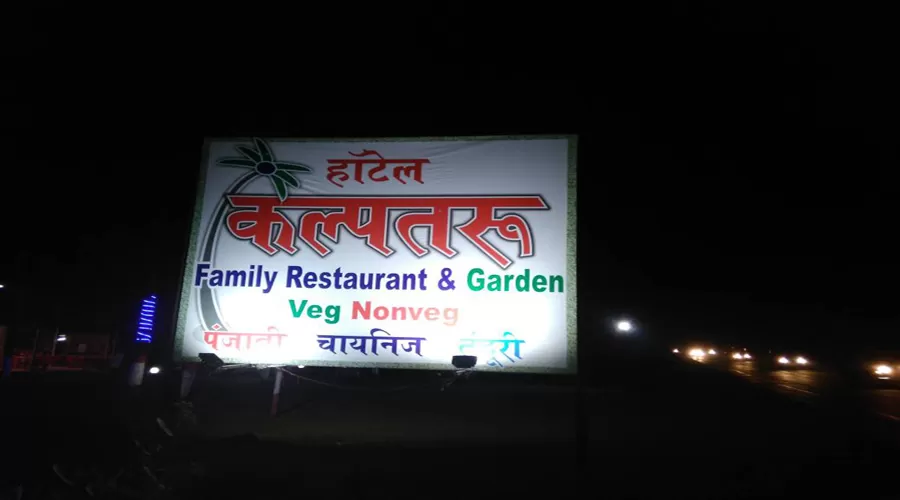 हॉटेल
कल्पतरू
Family Restaurant & Garden
Veg Nonveg
पंजाबी चायनिज तंदूरी